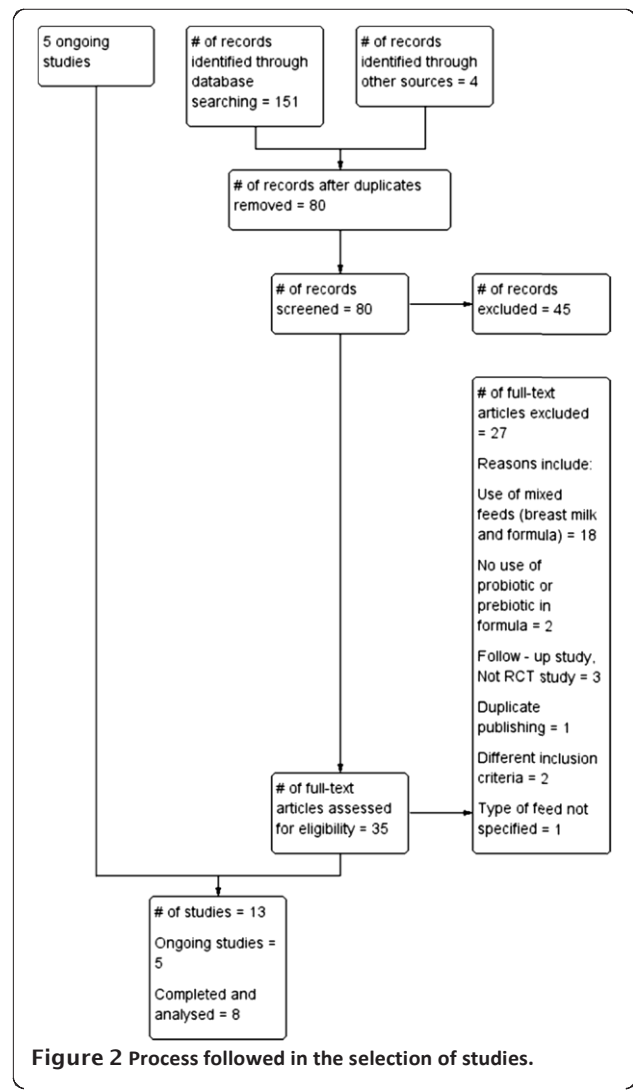 5 ongoing
studies
# of records
identified through
database
searching = 151
# of records
identified through
other sources = 4
# of records after duplicates
removed = 80
# of records
screened = 80
# of records
excluded = 45
# of full-text
articles excluded
= 27
Reasons include:
Use of mixed
feeds (breast milk
and formula) = 18
No use of
probiotic or
prebiotic in
formula = 2
Follow - up study,
Not RCT study = 3
Duplicate
publishing = 1
Different inclusion
criteria = 2
Type of feed not
specified = 1
# of full-text
articles assessed
for eligibility = 35
# of studies = 13
Ongoing studies =
5
Completed and
analysed = 8
Figure 2 Process followed in the selection of studies.